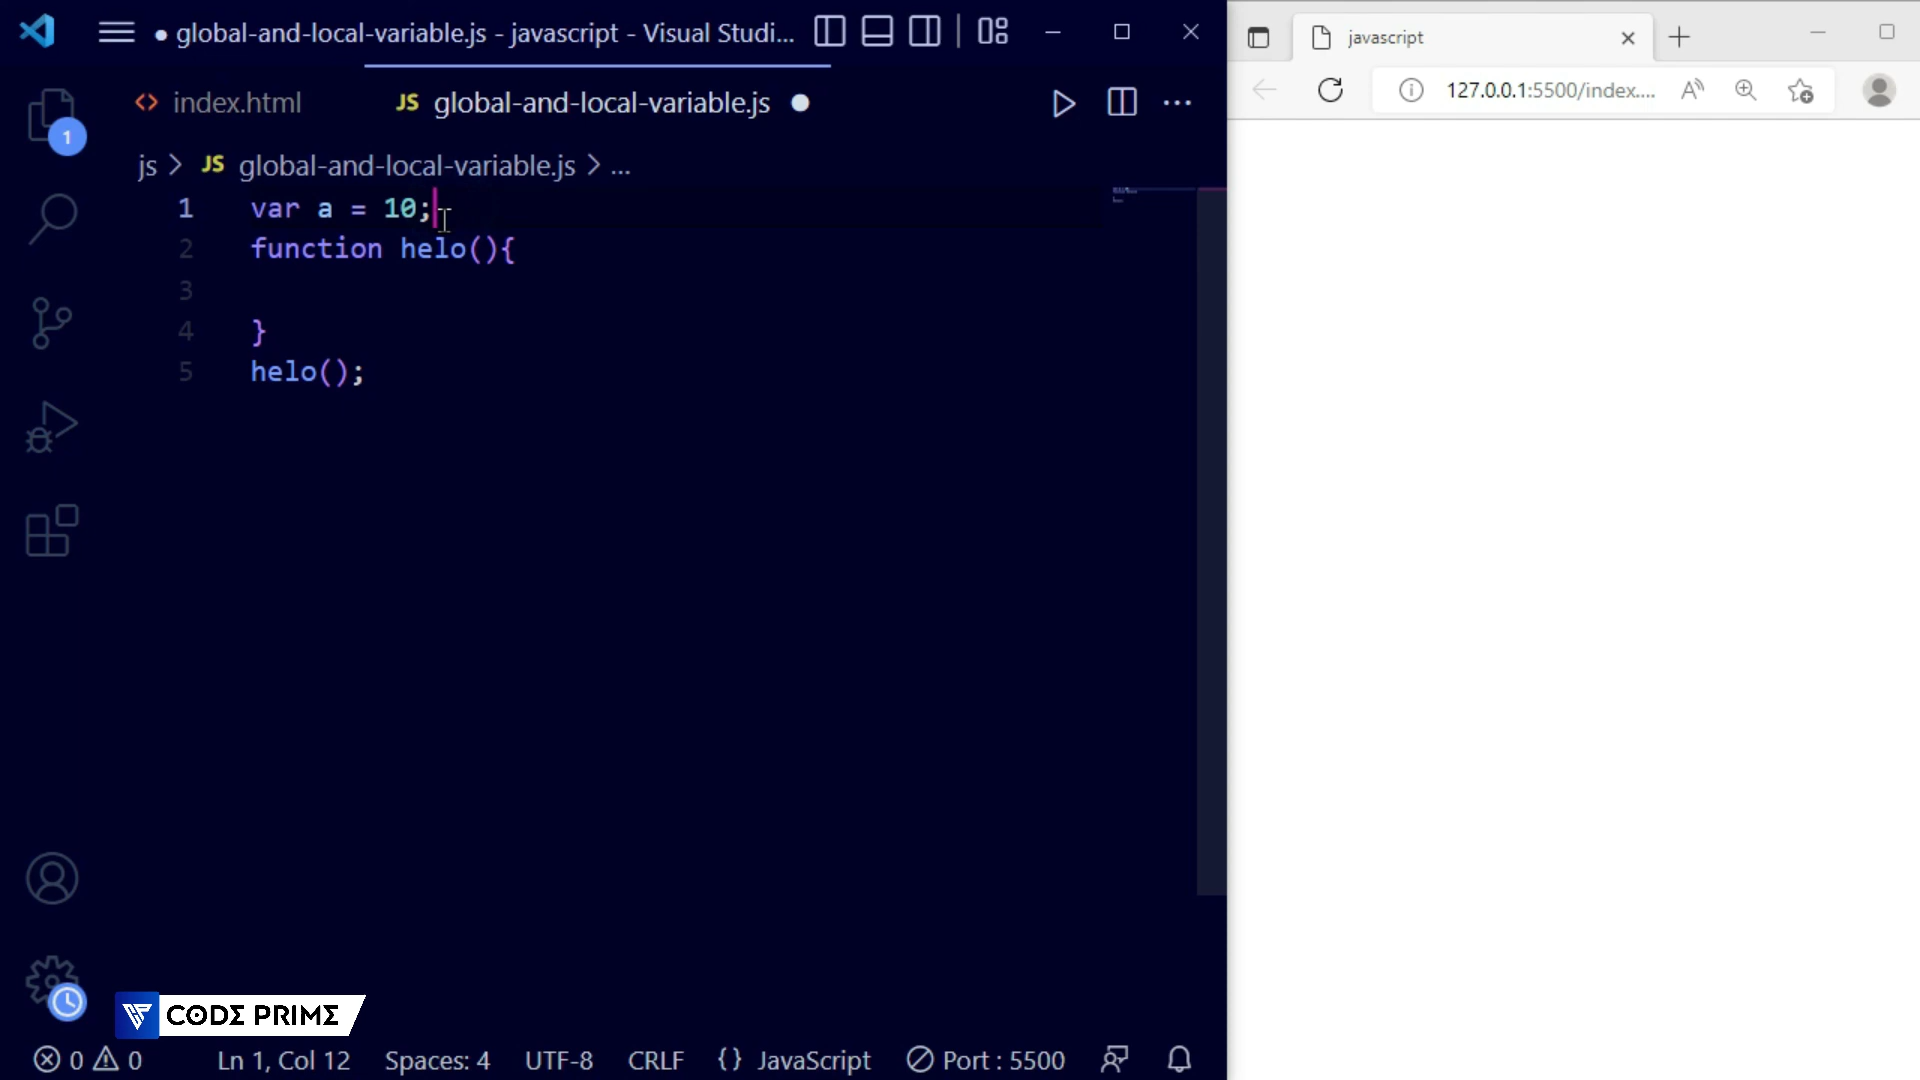 ● global-and-local-variable.js - javascript - Visual Studi...
index.html
JS global-and-local-variable.js ●
js > JS global-and-local-variable.js > ...
1 var a = 10;
2 function helo(){
3
4 }
5 helo();
1
CODΣ PRIMΣ
0 0 Ln 1, Col 12 Spaces: 4 UTF-8 CRLF {} JavaScript Port : 5500
javascript
127.0.0.1:5500/index....